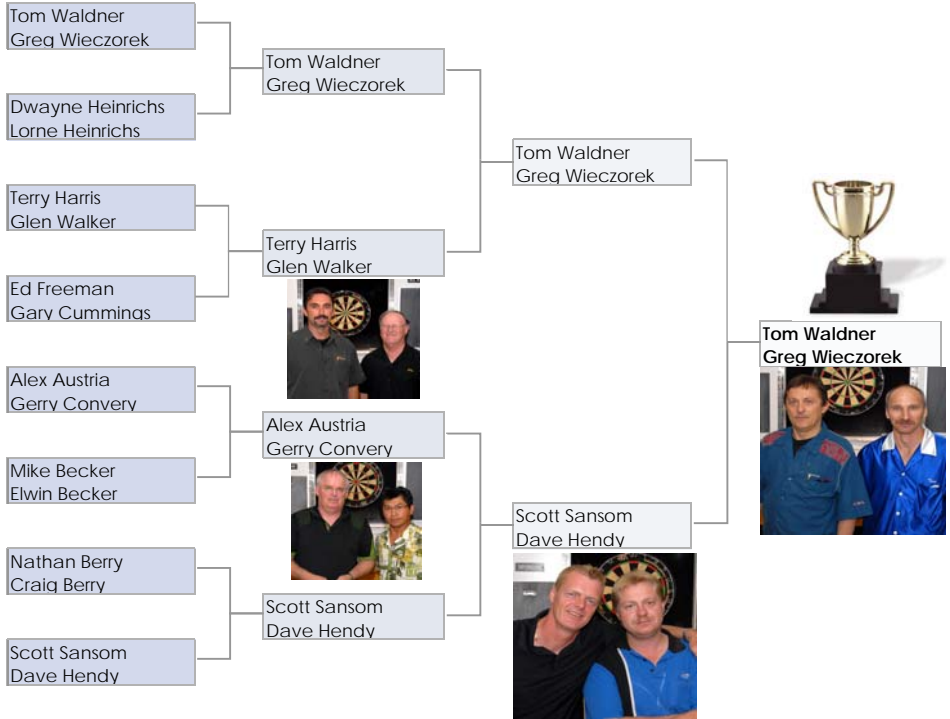 Tom Waldner
Greg Wieczorek
Dwayne Heinrichs
Lorne Heinrichs
Terry Harris
Glen Walker
Ed Freeman
Gary Cummings
Alex Austria
Gerry Convery
Mike Becker
Elwin Becker
Nathan Berry
Craig Berry
Scott Sansom
Dave Hendy
Tom Waldner
Greg Wieczorek
Terry Harris
Glen Walker
Alex Austria
Gerry Convery
Scott Sansom
Dave Hendy
Tom Waldner
Greg Wieczorek
Scott Sansom
Dave Hendy
Tom Waldner
Greg Wieczorek